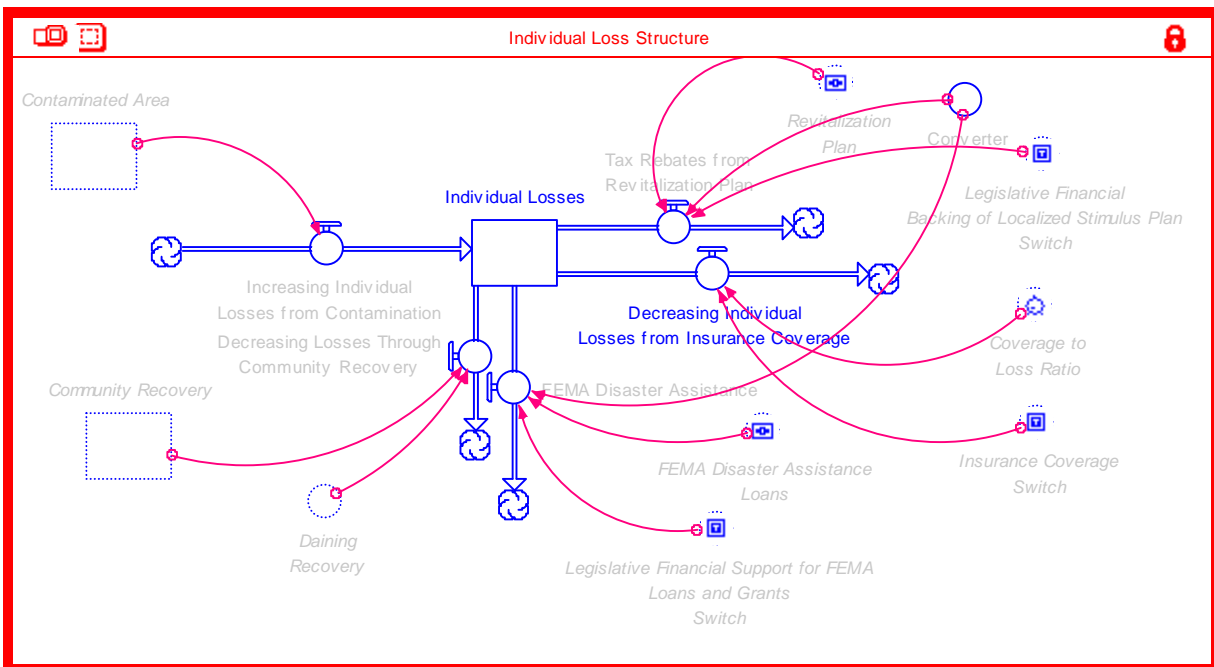 Individual Loss Structure
Contaminated Area
Revitalization
Plan
Converter
Tax Rebates from
Revitalization Plan
Legislative Financial
Backing of Localized Stimulus Plan
Switch
Individual Losses
Increasing Individual
Losses from Contamination
Decreasing Individual
Losses from Insurance Coverage
Decreasing Losses Through
Community Recovery
Coverage to
Loss Ratio
Community Recovery
FEMA Disaster Assistance
FEMA Disaster Assistance
Loans
Insurance Coverage
Switch
Daining
Recovery
Legislative Financial Support for FEMA
Loans and Grants
Switch